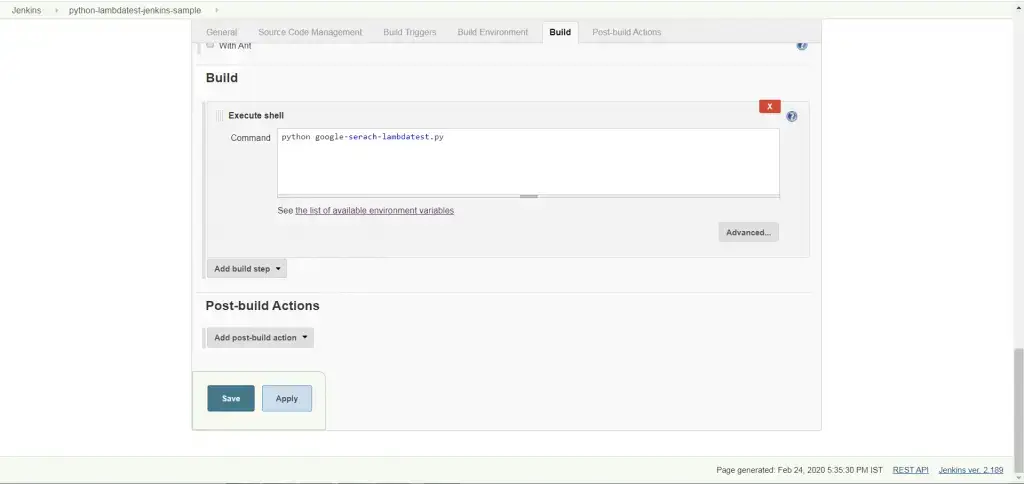 Jenkins python-lambdatest-jenkins-sample
General Source Code Management Build Triggers Build Environment Build Post-build Actions
With Ant
Build
X
Execute shell
Command python google-serach-lambdatest.py
See the list of available environment variables
Advanced...
Add build step
Post-build Actions
Add post-build action
Save Apply
Page generated: Feb 24, 2020 5:35:30 PM IST REST API Jenkins ver. 2.189